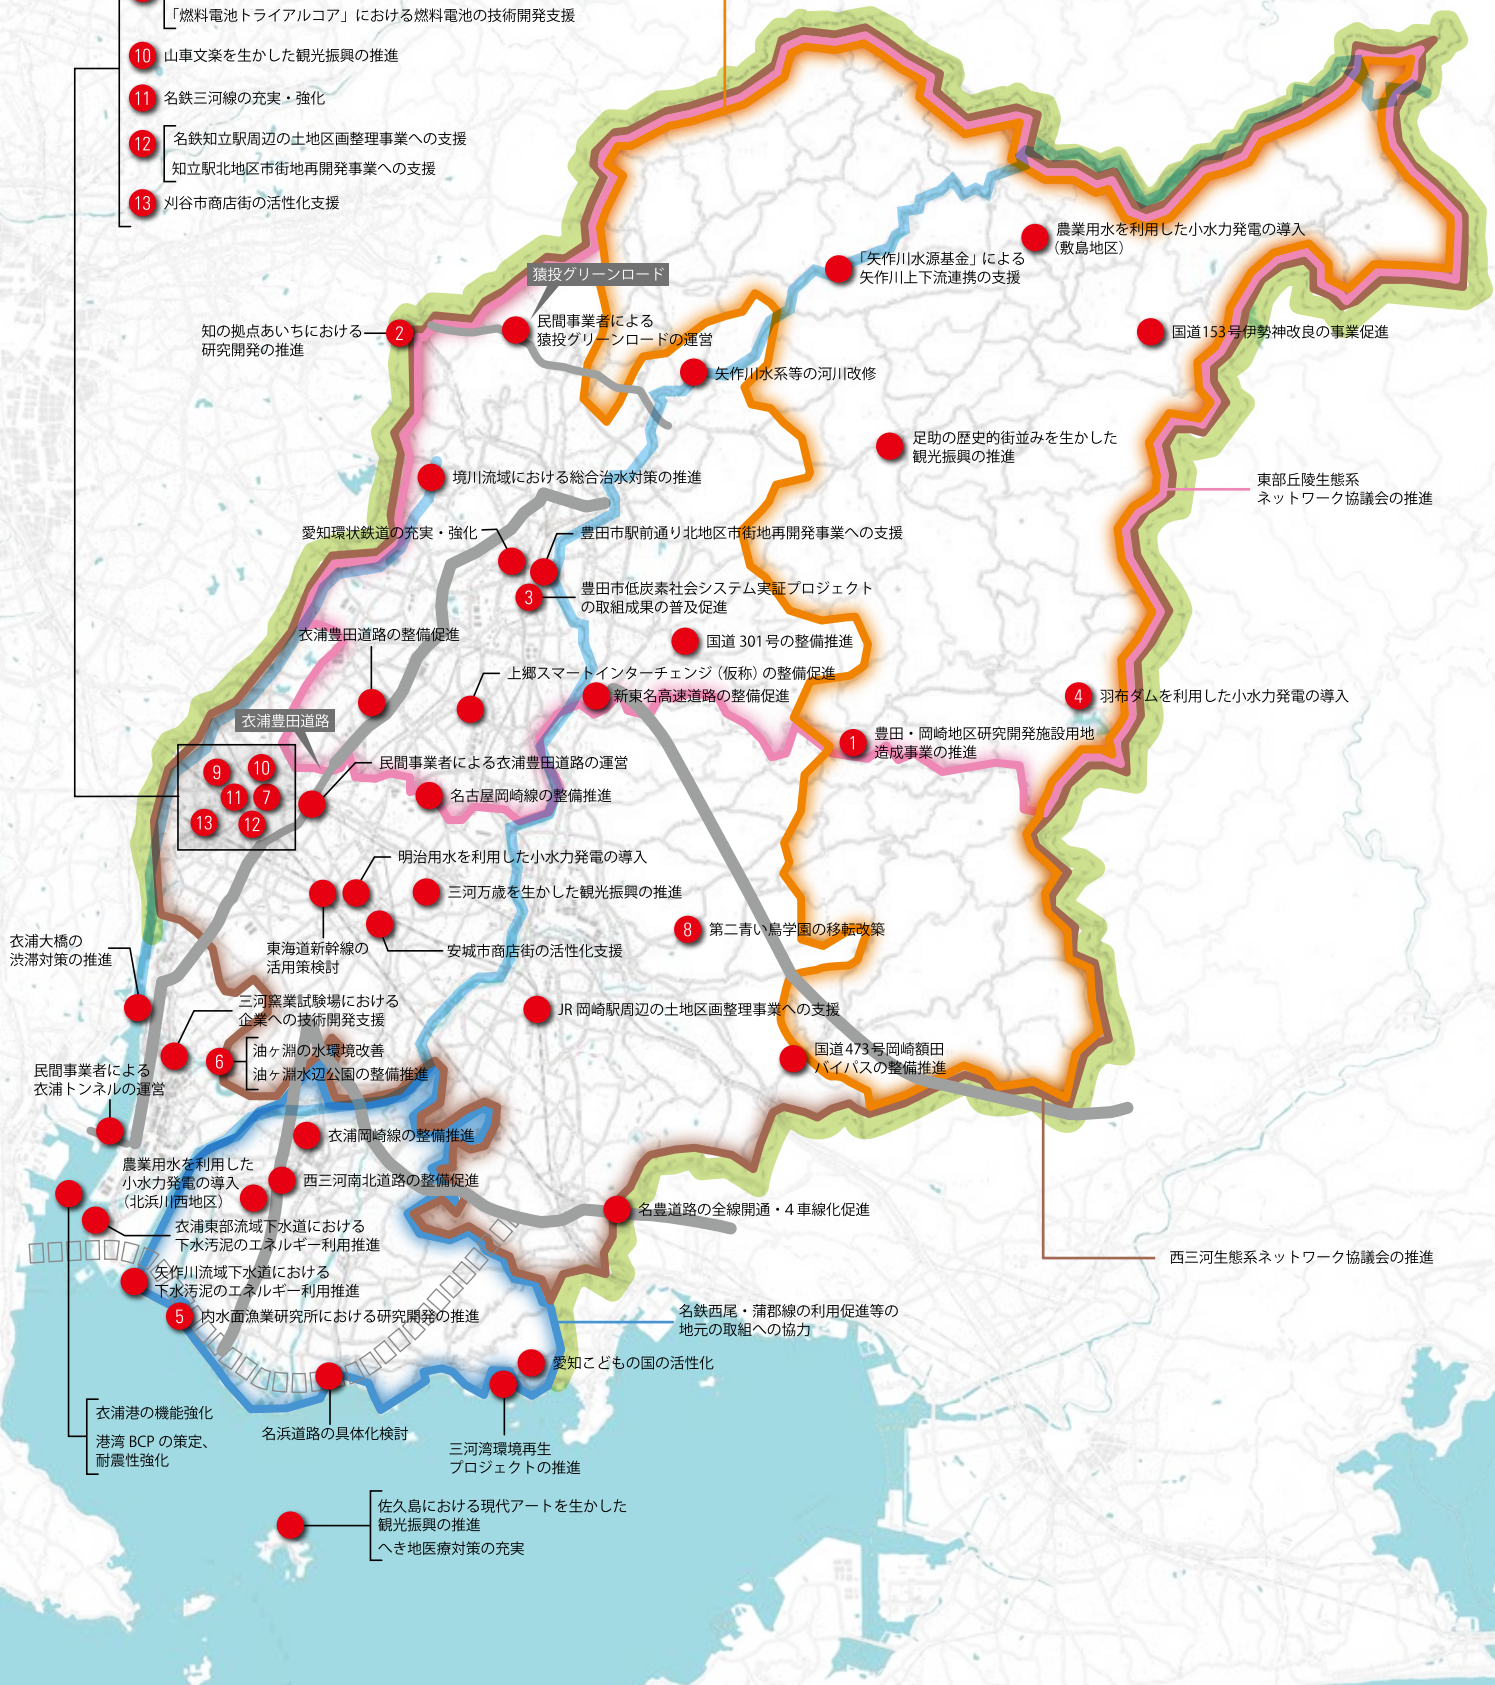 「燃料電池トライアルコア」における燃料電池の技術開発支援
10 山車文楽を生かした観光振興の推進
11 名鉄三河線の充実・強化
12 名鉄知立駅周辺の土地区画整理事業への支援
知立駅北地区市街地再開発事業への支援
13 刈谷市商店街の活性化支援
農業用水を利用した小水力発電の導入
（敷島地区）
「矢作川水源基金」による
矢作川上下流連携の支援
猿投グリーンロード
民間事業者による
猿投グリーンロードの運営
知の拠点あいちにおける
研究開発の推進
2
国道153号伊勢神改良の事業促進
矢作川水系等の河川改修
足助の歴史的街並みを生かした
観光振興の推進
境川流域における総合治水対策の推進
東部丘陵生態系
ネットワーク協議会の推進
愛知環状鉄道の充実・強化
豊田市駅前通り北地区市街地再開発事業への支援
3
豊田市低炭素社会システム実証プロジェクト
の取組成果の普及促進
衣浦豊田道路の整備促進
国道301号の整備推進
上郷スマートインターチェンジ（仮称）の整備促進
新東名高速道路の整備促進
4 羽布ダムを利用した小水力発電の導入
衣浦豊田道路
1
豊田・岡崎地区研究開発施設用地
造成事業の推進
民間事業者による衣浦豊田道路の運営
9 10
11 7
13 12
名古屋岡崎線の整備推進
明治用水を利用した小水力発電の導入
三河万歳を生かした観光振興の推進
8 第二青い鳥学園の移転改築
衣浦大橋の
渋滞対策の推進
東海道新幹線の
活用策検討
安城市商店街の活性化支援
三河窯業試験場における
企業への技術開発支援
JR岡崎駅周辺の土地区画整理事業への支援
6
油ヶ淵の水環境改善
油ヶ淵水辺公園の整備推進
国道473号岡崎額田
バイパスの整備推進
民間事業者による
衣浦トンネルの運営
衣浦岡崎線の整備推進
農業用水を利用した
小水力発電の導入
（北浜川西地区）
西三河南北道路の整備促進
名豊道路の全線開通・4車線化促進
衣浦東部流域下水道における
下水汚泥のエネルギー利用推進
西三河生態系ネットワーク協議会の推進
矢作川流域下水道における
下水汚泥のエネルギー利用推進
5 内水面漁業研究所における研究開発の推進
名鉄西尾・蒲郡線の利用促進等の
地元の取組への協力
愛知こどもの国の活性化
衣浦港の機能強化
港湾BCPの策定、
耐震性強化
名浜道路の具体化検討
三河湾環境再生
プロジェクトの推進
佐久島における現代アートを生かした
観光振興の推進
へき地医療対策の充実